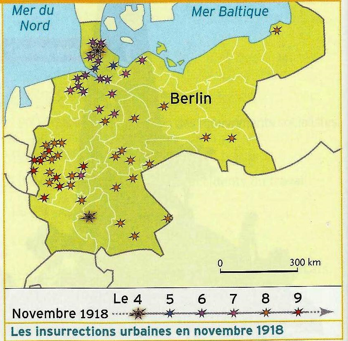 Mer du
Nord
Mer Baltique
Berlin
0 300 km
Le 4 5 6 7 8 9
Novembre 1918
Les insurrections urbaines en novembre 1918